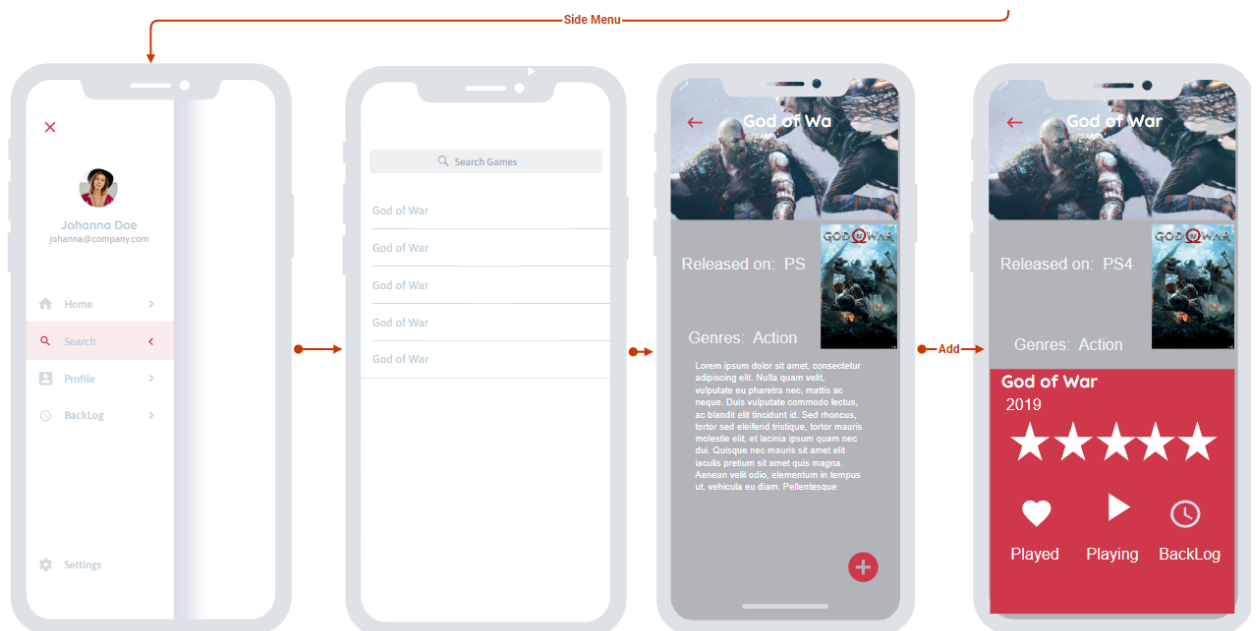 Side Menu
Johanna Doe
johanna@company.com
Home
Search
Profile
BackLog
Settings
Search Games
God of War
God of War
God of War
God of War
God of War
God of Wa
GOD OF WAR
Released on: PS
Genres: Action
Lorem ipsum dolor sit amet, consectetur
adipiscing elit. Nulla quam velit,
vulputate eu pharetra nec, mattis ac
neque. Duis vulputate commodo lectus,
ac blandit elit tincidunt id. Sed rhoncus,
tortor sed eleifend tristique, tortor mauris
molestie elit, et lacinia ipsum quam nec
dui. Quisque nec mauris sit amet elit
iaculis pretium sit amet quis magna.
Aenean velit odio, elementum in tempus
ut, vehicula eu diam. Pellentesque
Add
God of War
GOD OF WAR
Released on: PS4
Genres: Action
God of War
2019
Played
Playing
BackLog